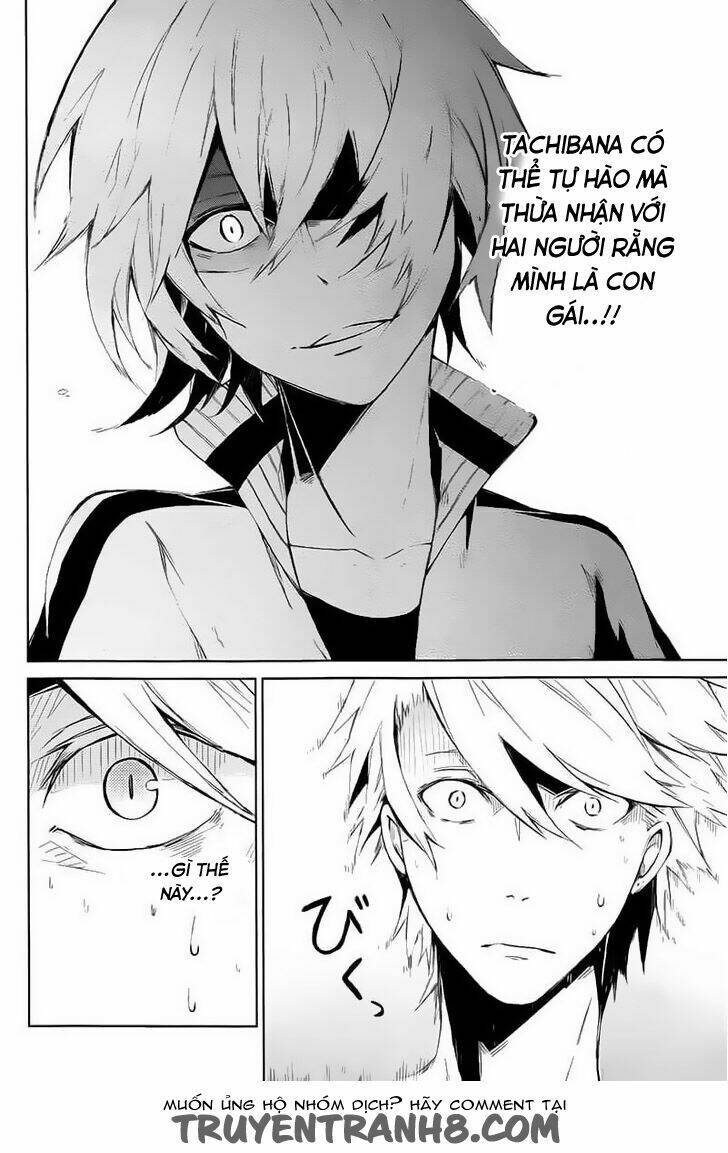 TACHIBANA CÓ
THỂ TỰ HÀO MÀ
THỪA NHẬN VỚI
HAI NGƯỜI RẰNG
MÌNH LÀ CON
GÁI..!!
...GÌ THẾ
NÀY...?
びくっ
MUỐN ỦNG HỘ NHÓM DỊCH? HÃY COMMENT TẠI
TRUYENTRANH8.COM